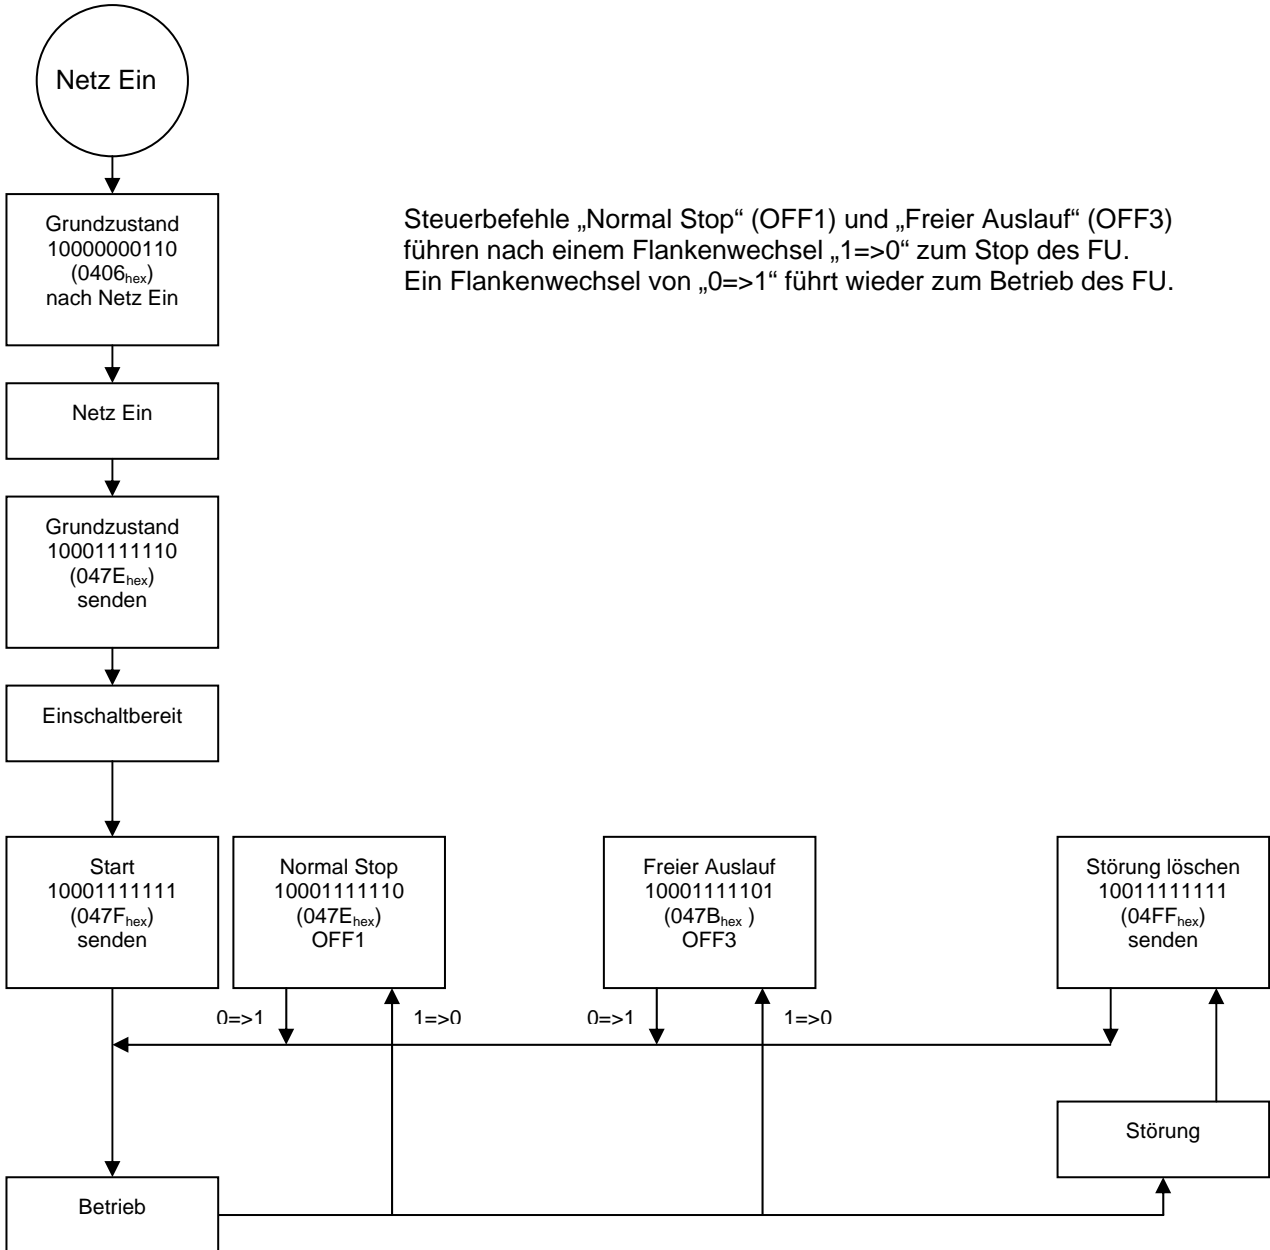 Netz Ein
Grundzustand
10000000110
(0406hex)
nach Netz Ein
Steuerbefehle „Normal Stop“ (OFF1) und „Freier Auslauf“ (OFF3)
führen nach einem Flankenwechsel „1=>0“ zum Stop des FU.
Ein Flankenwechsel von „0=>1“ führt wieder zum Betrieb des FU.
Netz Ein
Grundzustand
10001111110
(047Ehex)
senden
Einschaltbereit
Start
10001111111
(047Fhex)
senden
Normal Stop
10001111110
(047Ehex)
OFF1
Freier Auslauf
10001111101
(047Bhex )
OFF3
Störung löschen
10011111111
(04FFhex)
senden
0=>1
1=>0
0=>1
1=>0
Störung
Betrieb